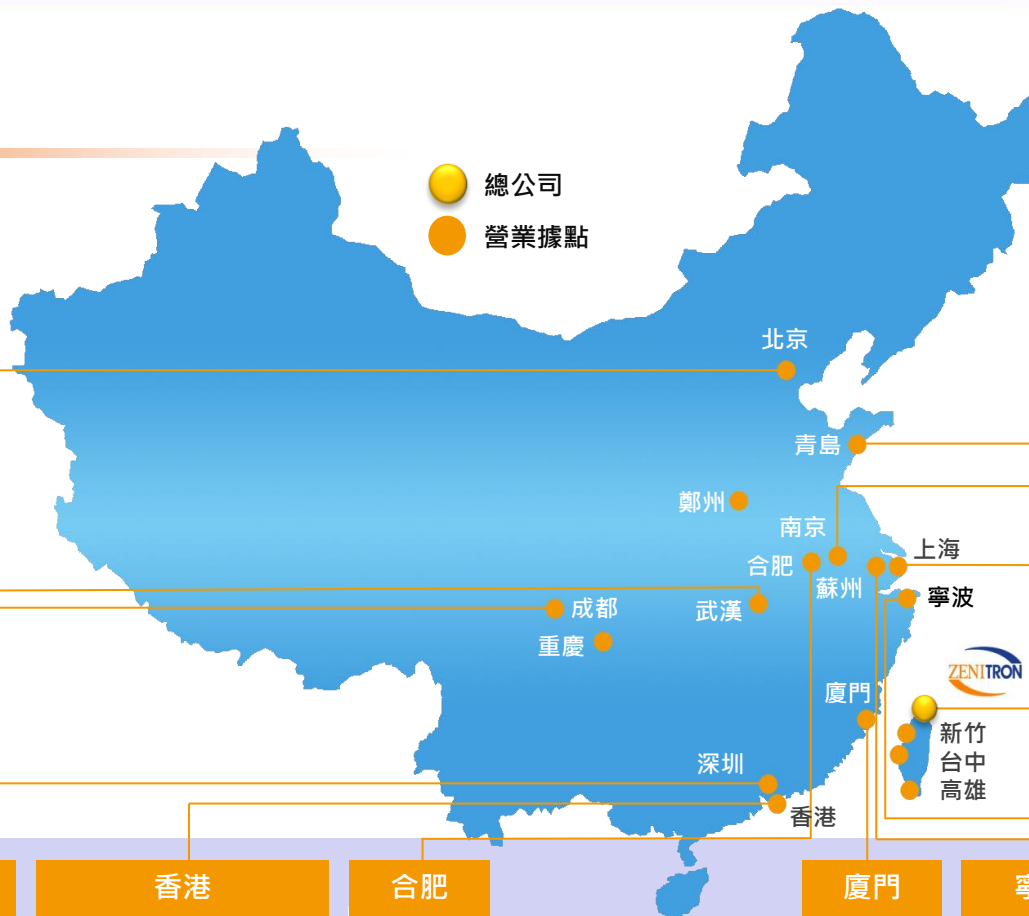 總公司
營業據點
北京
青島
鄭州
南京
合肥
蘇州
上海
寧波
成都
武漢
重慶
ZENITRON
廈門
新竹
台中
高雄
深圳
香港
香港
合肥
廈門
寧